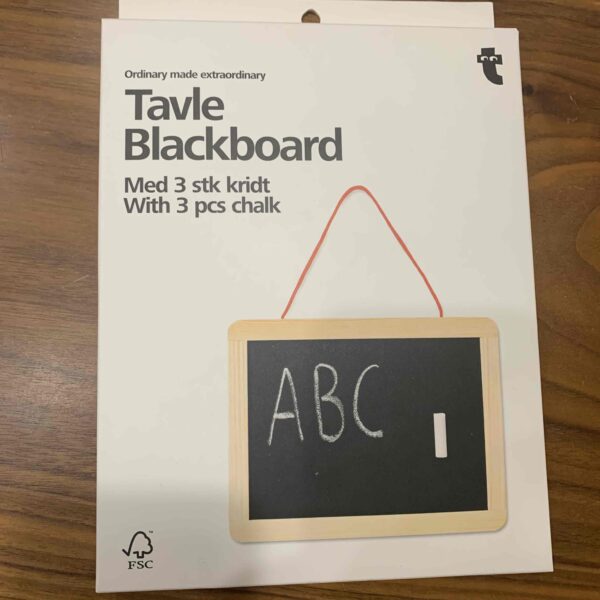 Ordinary made extraordinary
Tavle
Blackboard
Med 3 stk kridt
With 3 pcs chalk
ABC
FSC